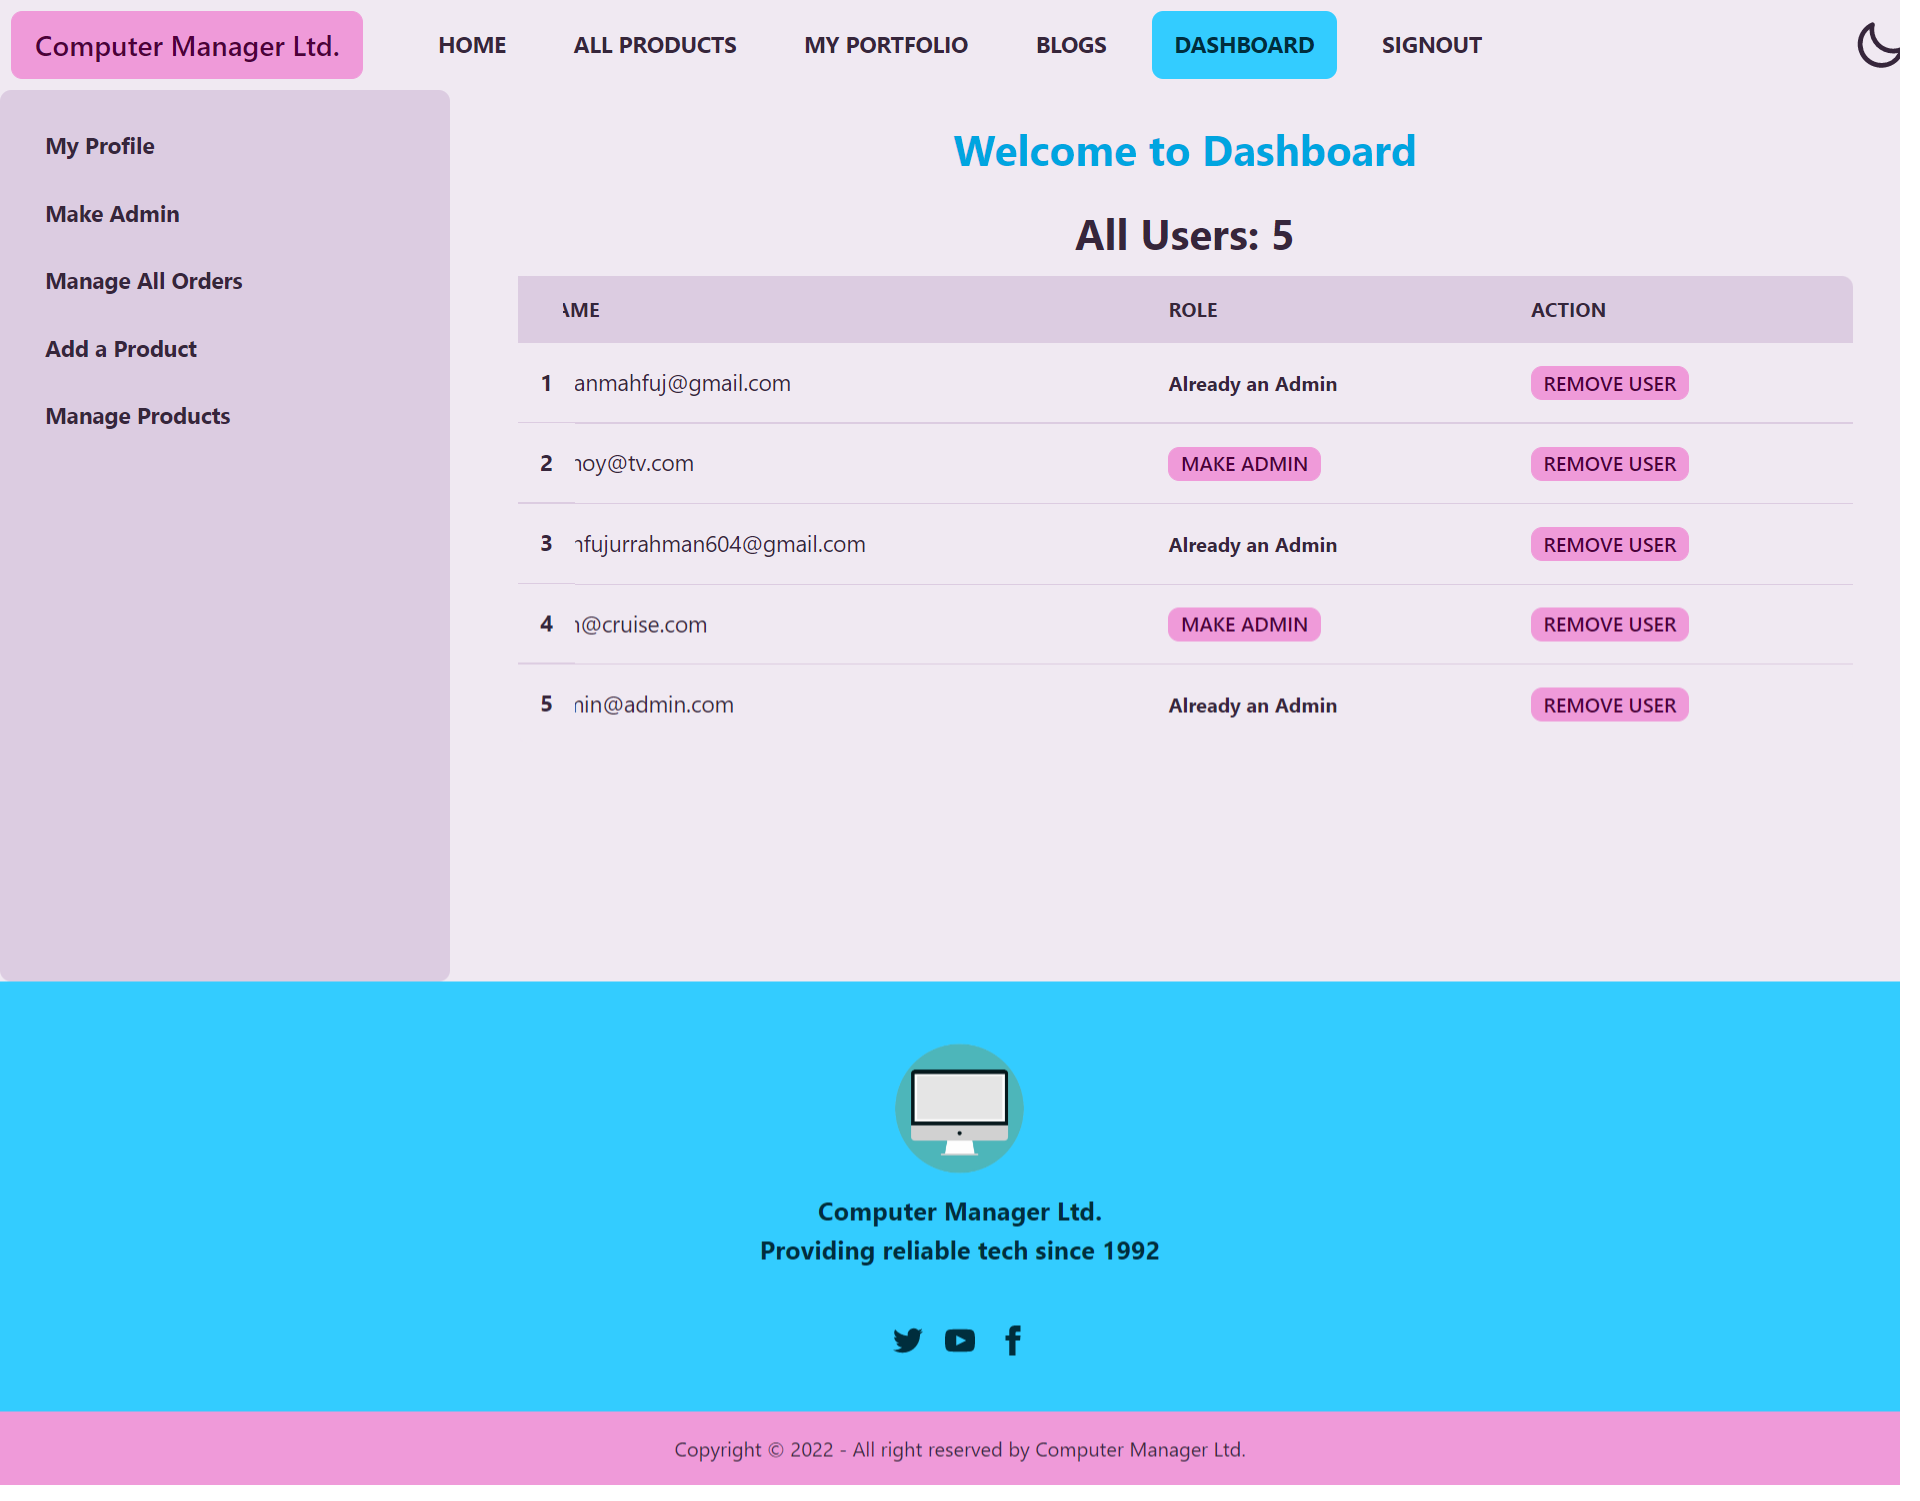 Computer Manager Ltd. HOME ALL PRODUCTS MY PORTFOLIO BLOGS DASHBOARD SIGNOUT
My Profile
Make Admin
Manage All Orders
Add a Product
Manage Products
Welcome to Dashboard
All Users: 5
AME ROLE ACTION
1 anmahfuj@gmail.com Already an Admin REMOVE USER
2 hoy@tv.com MAKE ADMIN REMOVE USER
3 hfujurrahman604@gmail.com Already an Admin REMOVE USER
4 @cruise.com MAKE ADMIN REMOVE USER
5 nin@admin.com Already an Admin REMOVE USER
Computer Manager Ltd.
Providing reliable tech since 1992
Copyright © 2022 - All right reserved by Computer Manager Ltd.